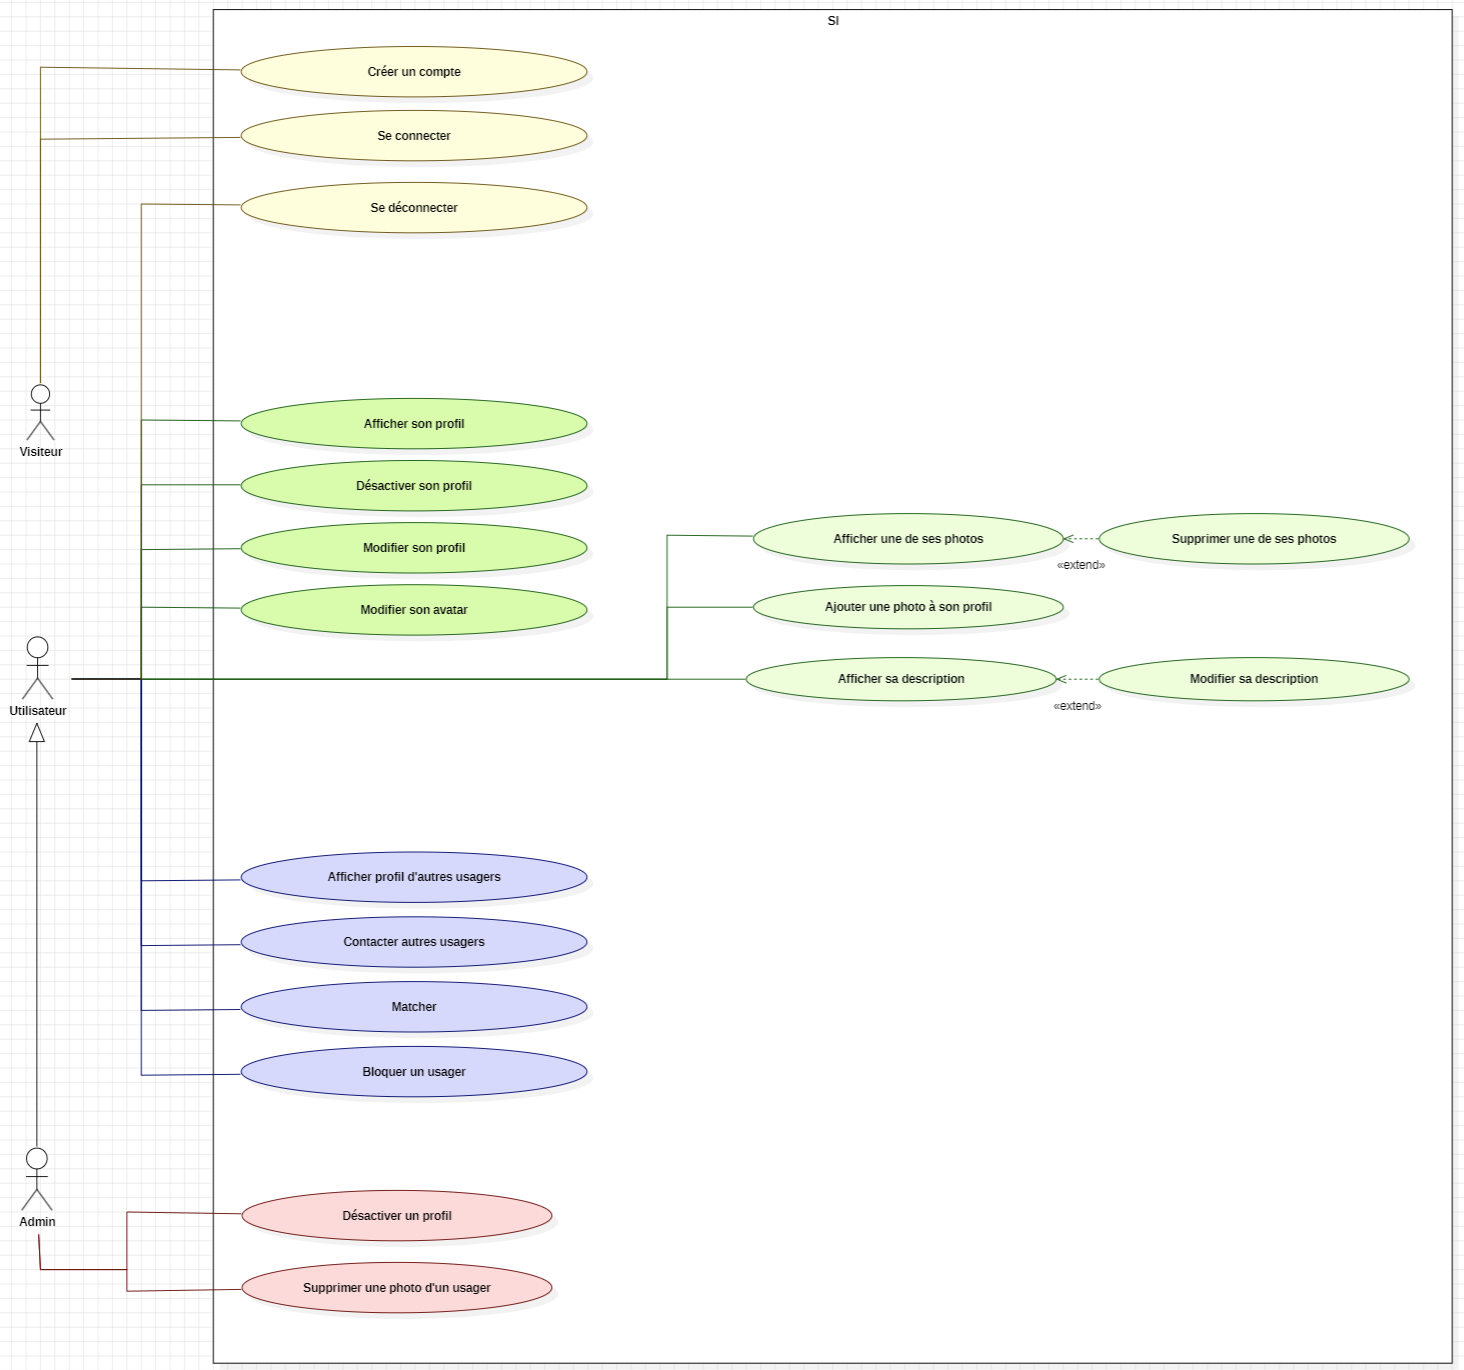 SI
Créer un compte
Se connecter
Se déconnecter
Visiteur
Afficher son profil
Désactiver son profil
Modifier son profil
Modifier son avatar
Afficher une de ses photos
Supprimer une de ses photos
«extend»
Ajouter une photo à son profil
Afficher sa description
Modifier sa description
«extend»
Utilisateur
Afficher profil d'autres usagers
Contacter autres usagers
Matcher
Bloquer un usager
Admin
Désactiver un profil
Supprimer une photo d'un usager